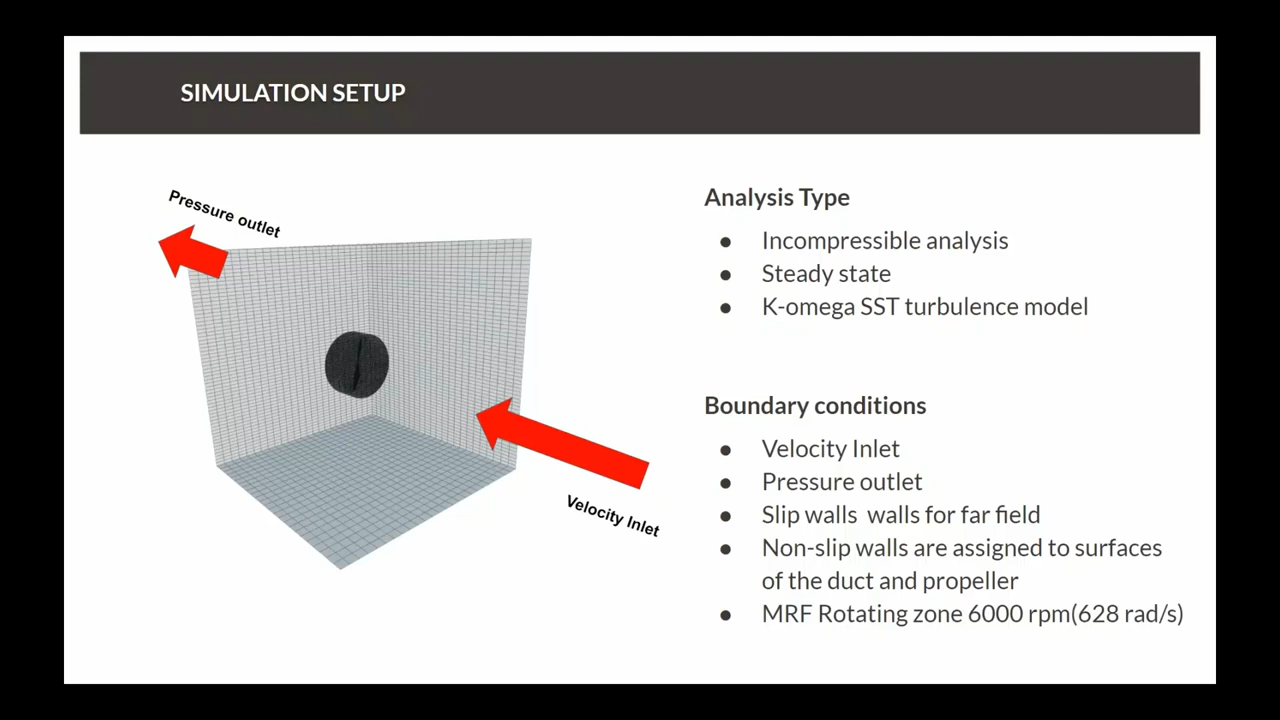 SIMULATION SETUP
Pressure outlet
Velocity Inlet
Analysis Type
● Incompressible analysis
● Steady state
● K-omega SST turbulence model
Boundary conditions
● Velocity Inlet
● Pressure outlet
● Slip walls  walls for far field
● Non-slip walls are assigned to surfaces
of the duct and propeller
● MRF Rotating zone 6000 rpm(628 rad/s)